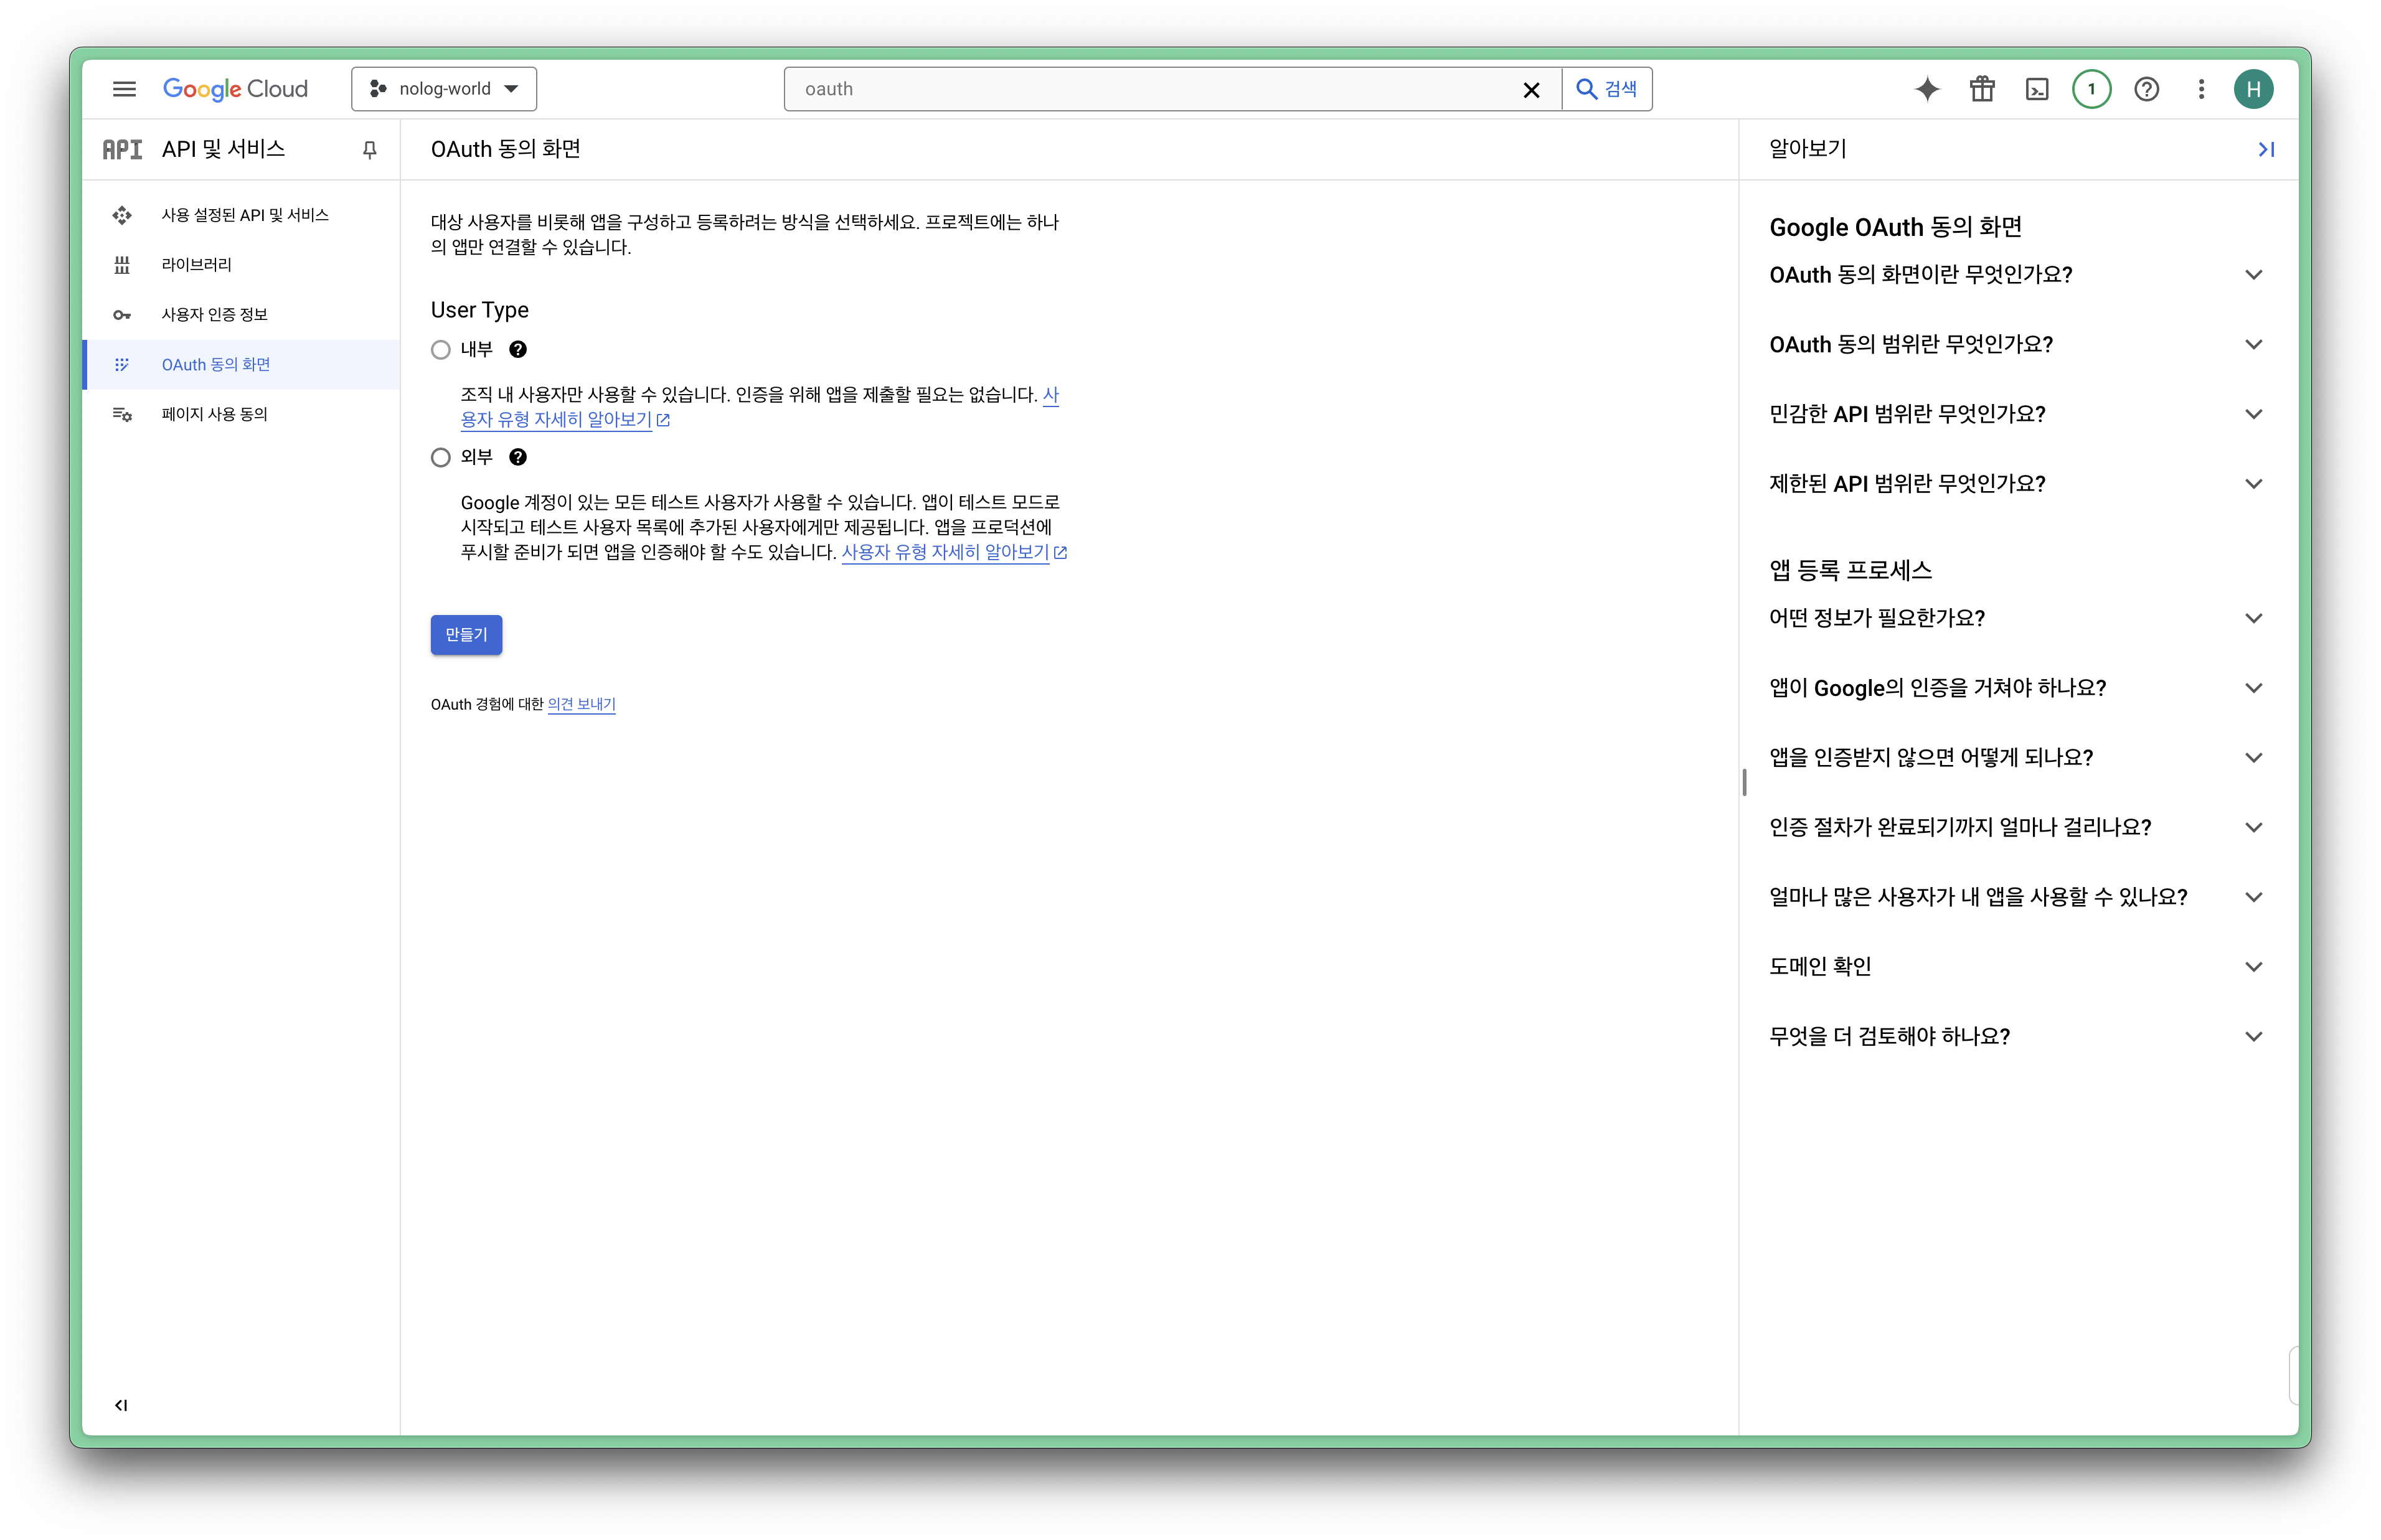 Google Cloud
nolog-world
oauth
검색
1
H
API
API 및 서비스
사용 설정된 API 및 서비스
라이브러리
사용자 인증 정보
OAuth 동의 화면
페이지 사용 동의
OAuth 동의 화면
대상 사용자를 비롯해 앱을 구성하고 등록하려는 방식을 선택하세요. 프로젝트에는 하나
의 앱만 연결할 수 있습니다.
User Type
내부
조직 내 사용자만 사용할 수 있습니다. 인증을 위해 앱을 제출할 필요는 없습니다. 사
용자 유형 자세히 알아보기
외부
Google 계정이 있는 모든 테스트 사용자가 사용할 수 있습니다. 앱이 테스트 모드로
시작되고 테스트 사용자 목록에 추가된 사용자에게만 제공됩니다. 앱을 프로덕션에
푸시할 준비가 되면 앱을 인증해야 할 수도 있습니다. 사용자 유형 자세히 알아보기
만들기
OAuth 경험에 대한 의견 보내기
알아보기
Google OAuth 동의 화면
OAuth 동의 화면이란 무엇인가요?
OAuth 동의 범위란 무엇인가요?
민감한 API 범위란 무엇인가요?
제한된 API 범위란 무엇인가요?
앱 등록 프로세스
어떤 정보가 필요한가요?
앱이 Google의 인증을 거쳐야 하나요?
앱을 인증받지 않으면 어떻게 되나요?
인증 절차가 완료되기까지 얼마나 걸리나요?
얼마나 많은 사용자가 내 앱을 사용할 수 있나요?
도메인 확인
무엇을 더 검토해야 하나요?